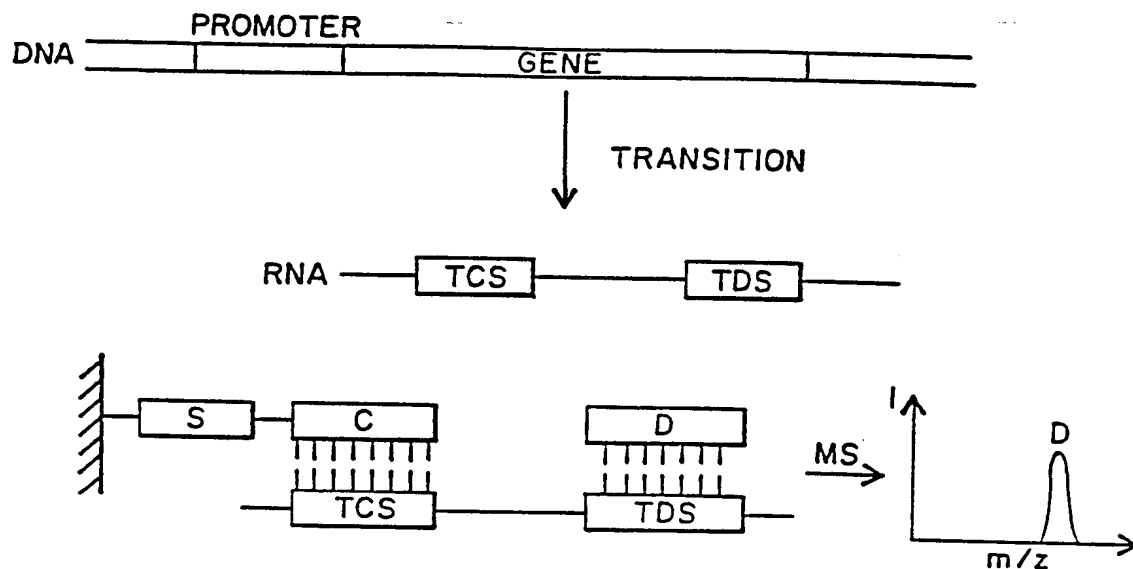 PROMOTER
DNA
GENE
TRANSITION
RNA
TCS
TDS
S
C
D
TCS
TDS
MS
I
D
m/z